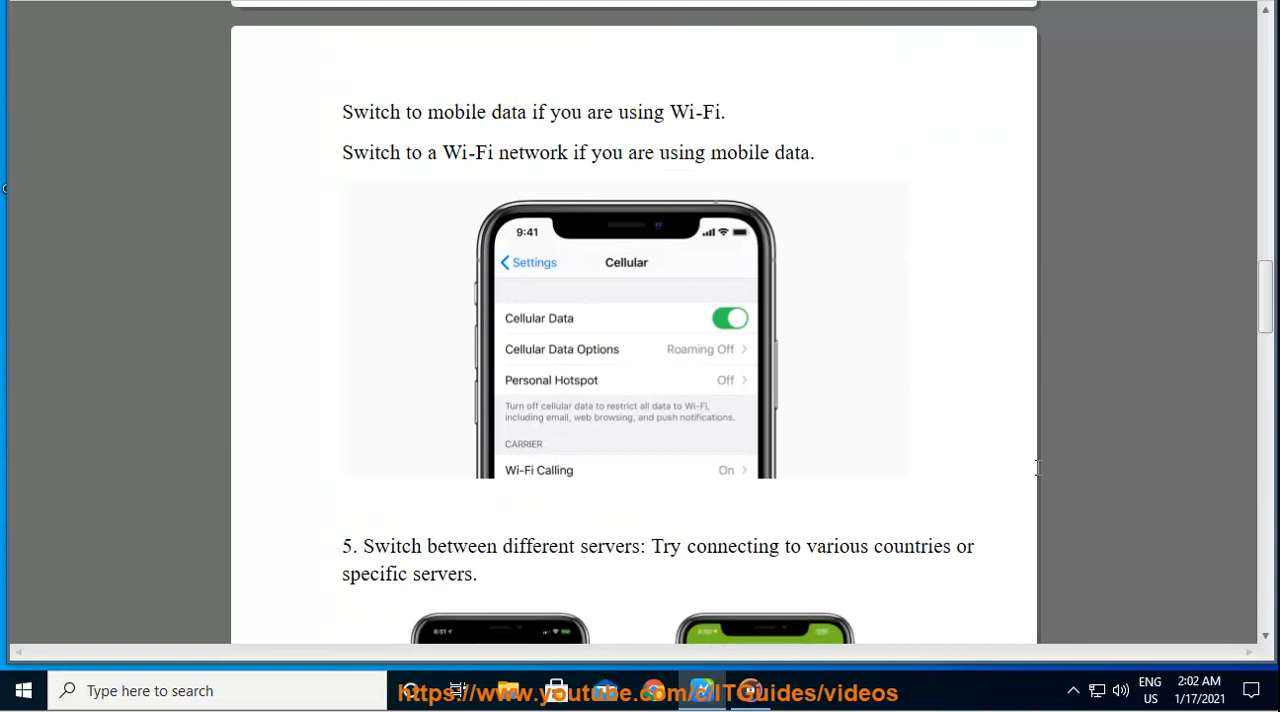 Switch to mobile data if you are using Wi-Fi.
Switch to a Wi-Fi network if you are using mobile data.
9:41
Settings
Cellular
Cellular Data
Cellular Data Options
Roaming Off
Personal Hotspot
Off
Turn off cellular data to restrict all data to Wi-Fi,
including email, web browsing, and push notifications.
CARRIER
Wi-Fi Calling
On
5. Switch between different servers: Try connecting to various countries or
specific servers.
Type here to search
https://www.youtube.com/c/ITGuides/videos
ENG
US
2:02 AM
1/17/2021